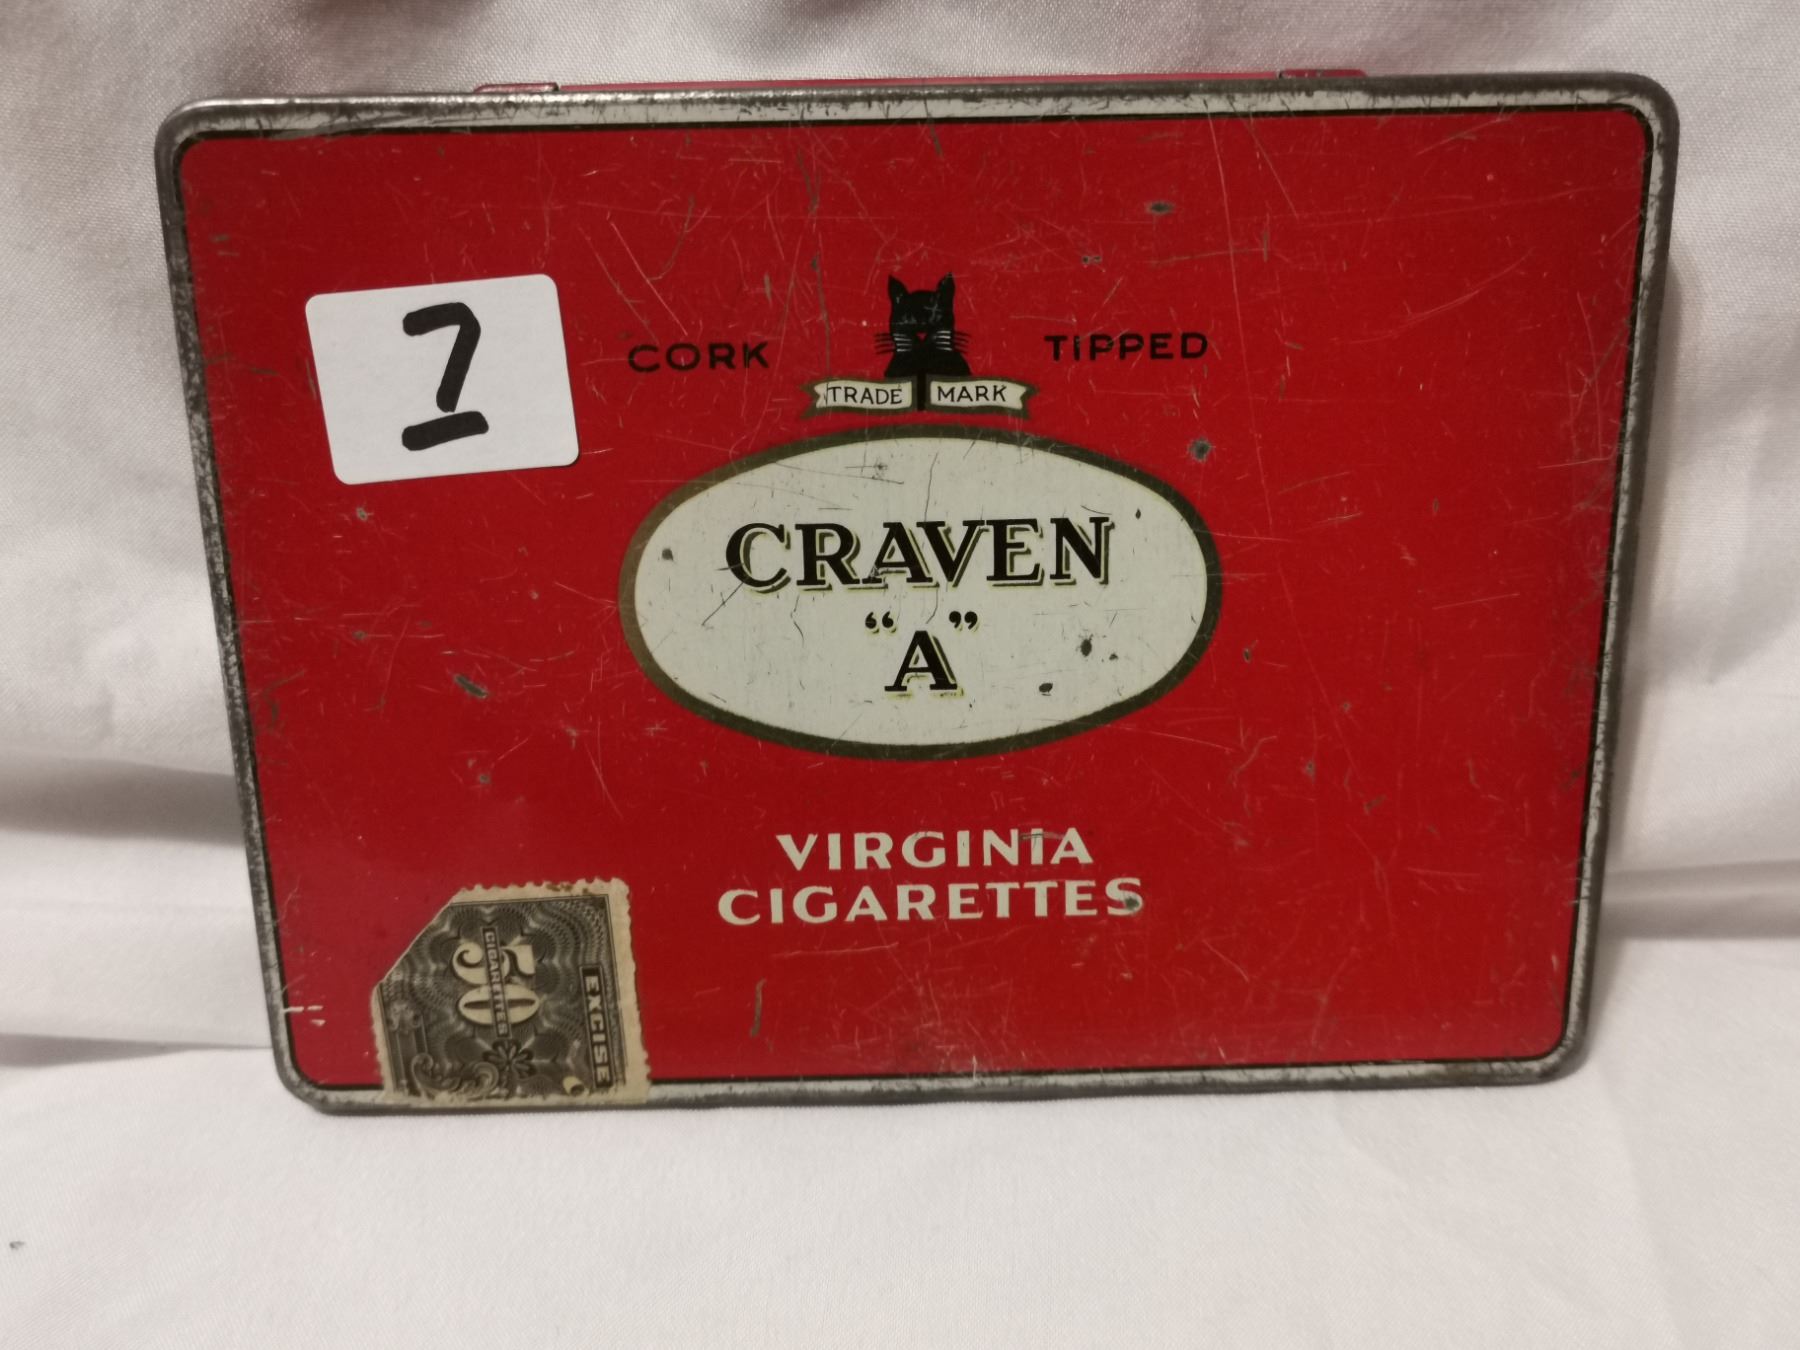 7
CORK TIPPED
TRADE MARK
CRAVEN
“A”
VIRGINIA
CIGARETTES
50
CIGARETTES
EXCISE